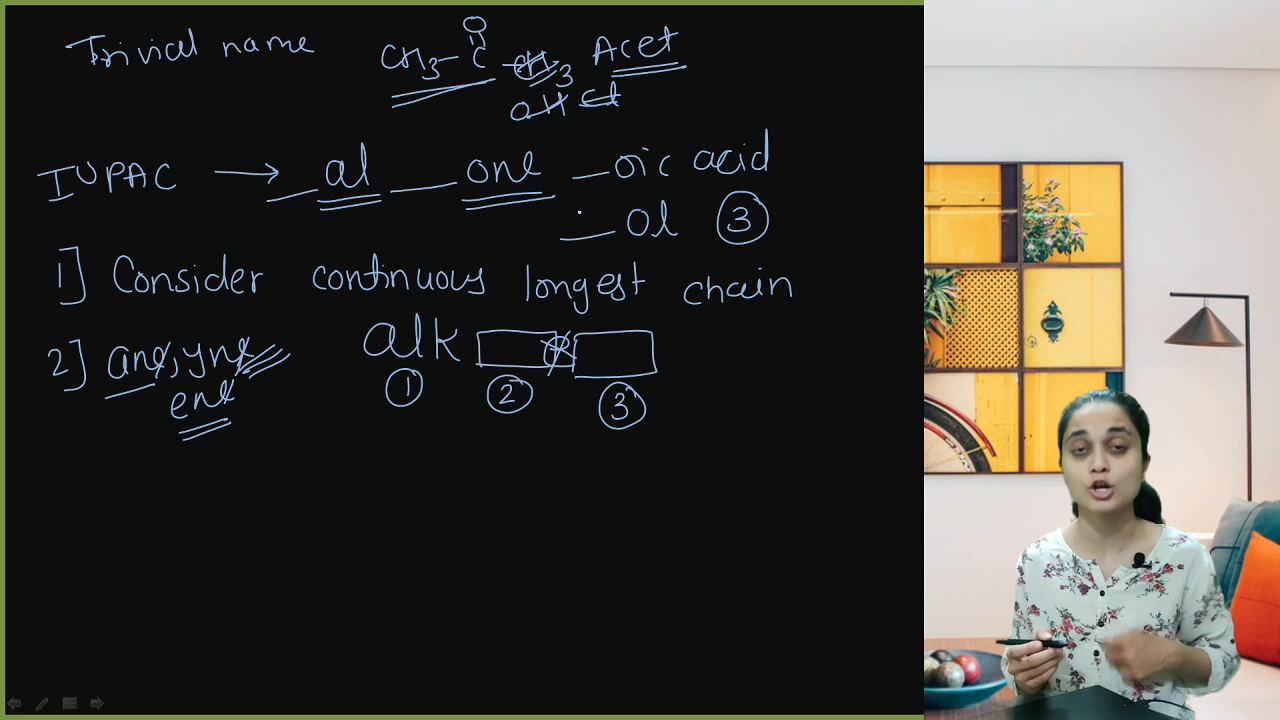 Trivial name CH3-C CH3 Acet
O
OH
IUPAC → _al _one _oic acid
_ol ③
1] Consider continuous longest chain
2] ane, yne alk
ene ① ② ③